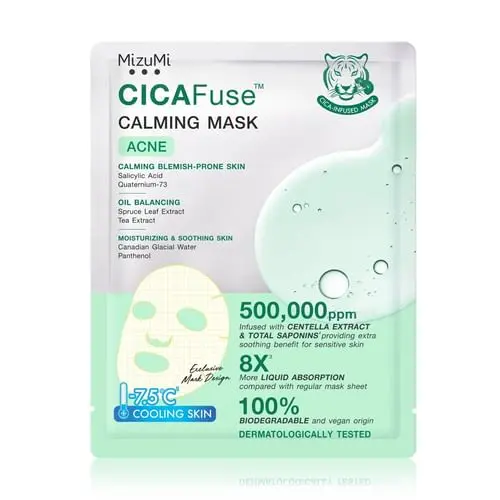 MizuMi
CICAFuse™
CALMING MASK
ACNE
CALMING BLEMISH-PRONE SKIN
Salicylic Acid
Quaternium-73
OIL BALANCING
Spruce Leaf Extract
Tea Extract
MOISTURIZING & SOOTHING SKIN
Canadian Glacial Water
Panthenol
CICA-INFUSED MASK
500,000ppm
Infused with CENTELLA EXTRACT
& TOTAL SAPONINS¹ providing extra
soothing benefit for sensitive skin
8X²
More LIQUID ABSORPTION
compared with regular mask sheet
100%
BIODEGRADABLE and vegan origin
DERMATOLOGICALLY TESTED
Exclusive
Mask Design
-7.5°C
COOLING SKIN